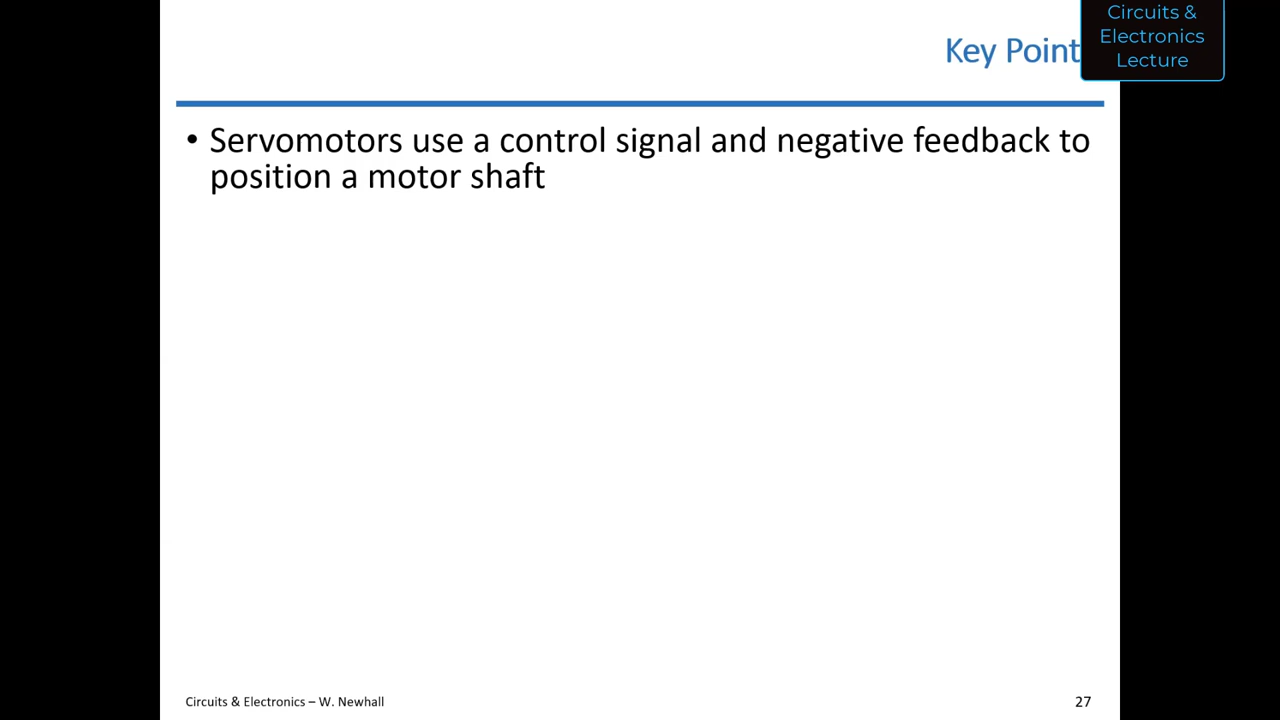 Key Point
Circuits &
Electronics
Lecture
• Servomotors use a control signal and negative feedback to
position a motor shaft
Circuits & Electronics – W. Newhall
27